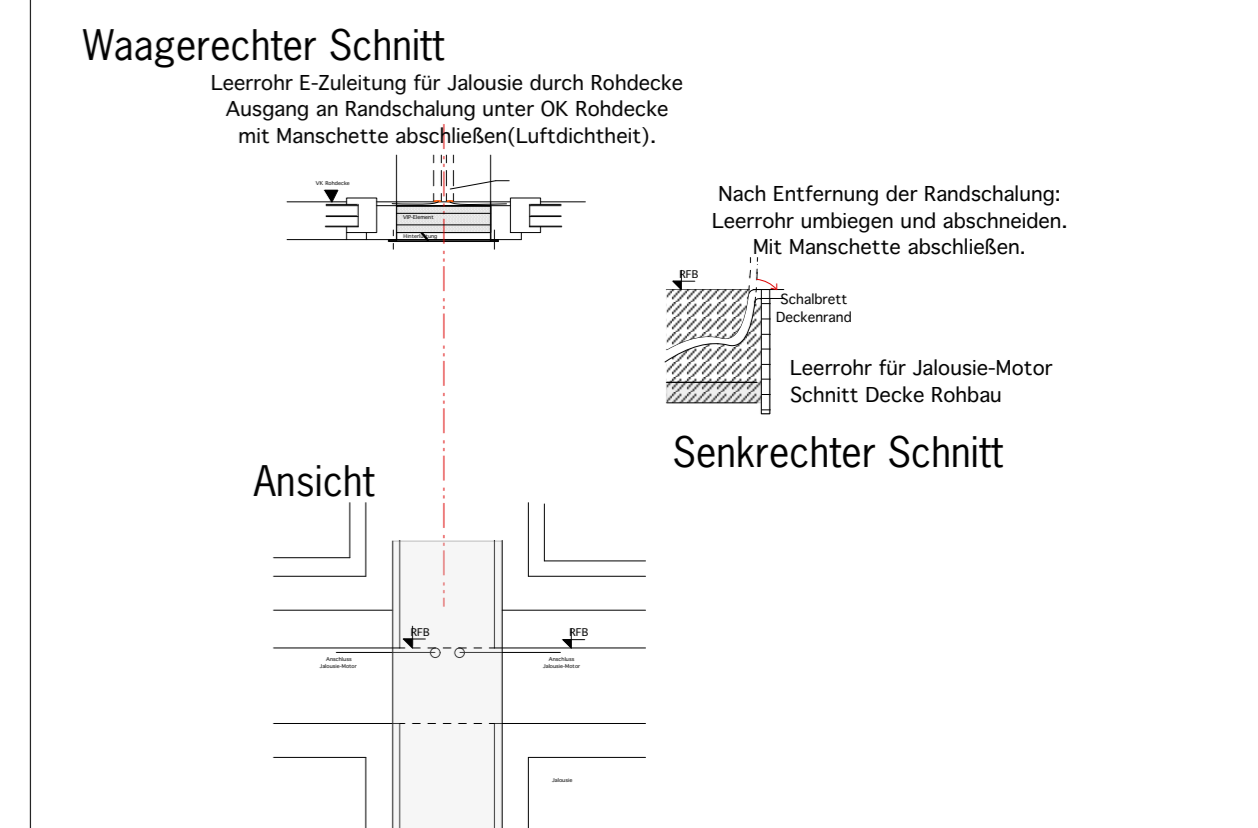 Waagerechter Schnitt
Leerrohr E-Zuleitung für Jalousie durch Rohdecke
Ausgang an Randschalung unter OK Rohdecke
mit Manschette abschließen(Luftdichtheit).
VK Rohdecke
VIP-Element
Hinterlüftung
Nach Entfernung der Randschalung:
Leerrohr umbiegen und abschneiden.
Mit Manschette abschließen.
RFB
Schalbrett
Deckenrand
Leerrohr für Jalousie-Motor
Schnitt Decke Rohbau
Senkrechter Schnitt
Ansicht
RFB
RFB
Anschluss
Jalousie-Motor
Anschluss
Jalousie-Motor
Jalousie